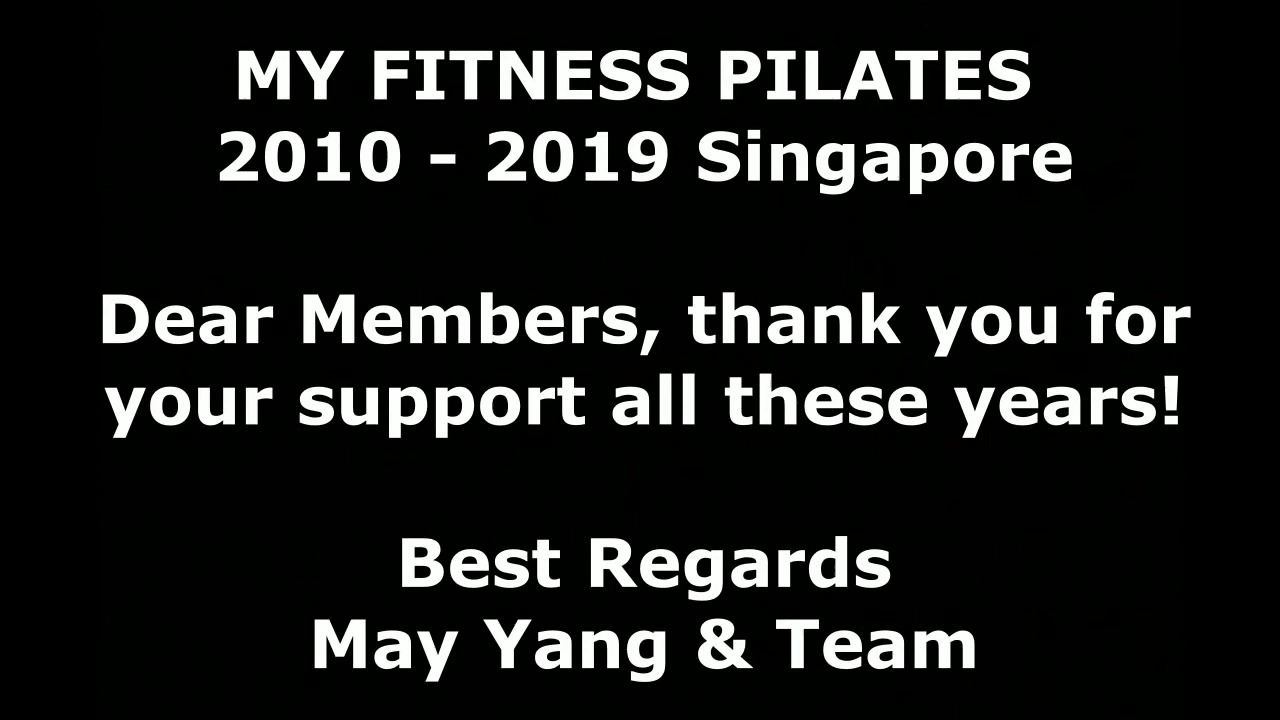 MY FITNESS PILATES
2010 - 2019 Singapore
Dear Members, thank you for
your support all these years!
Best Regards
May Yang & Team